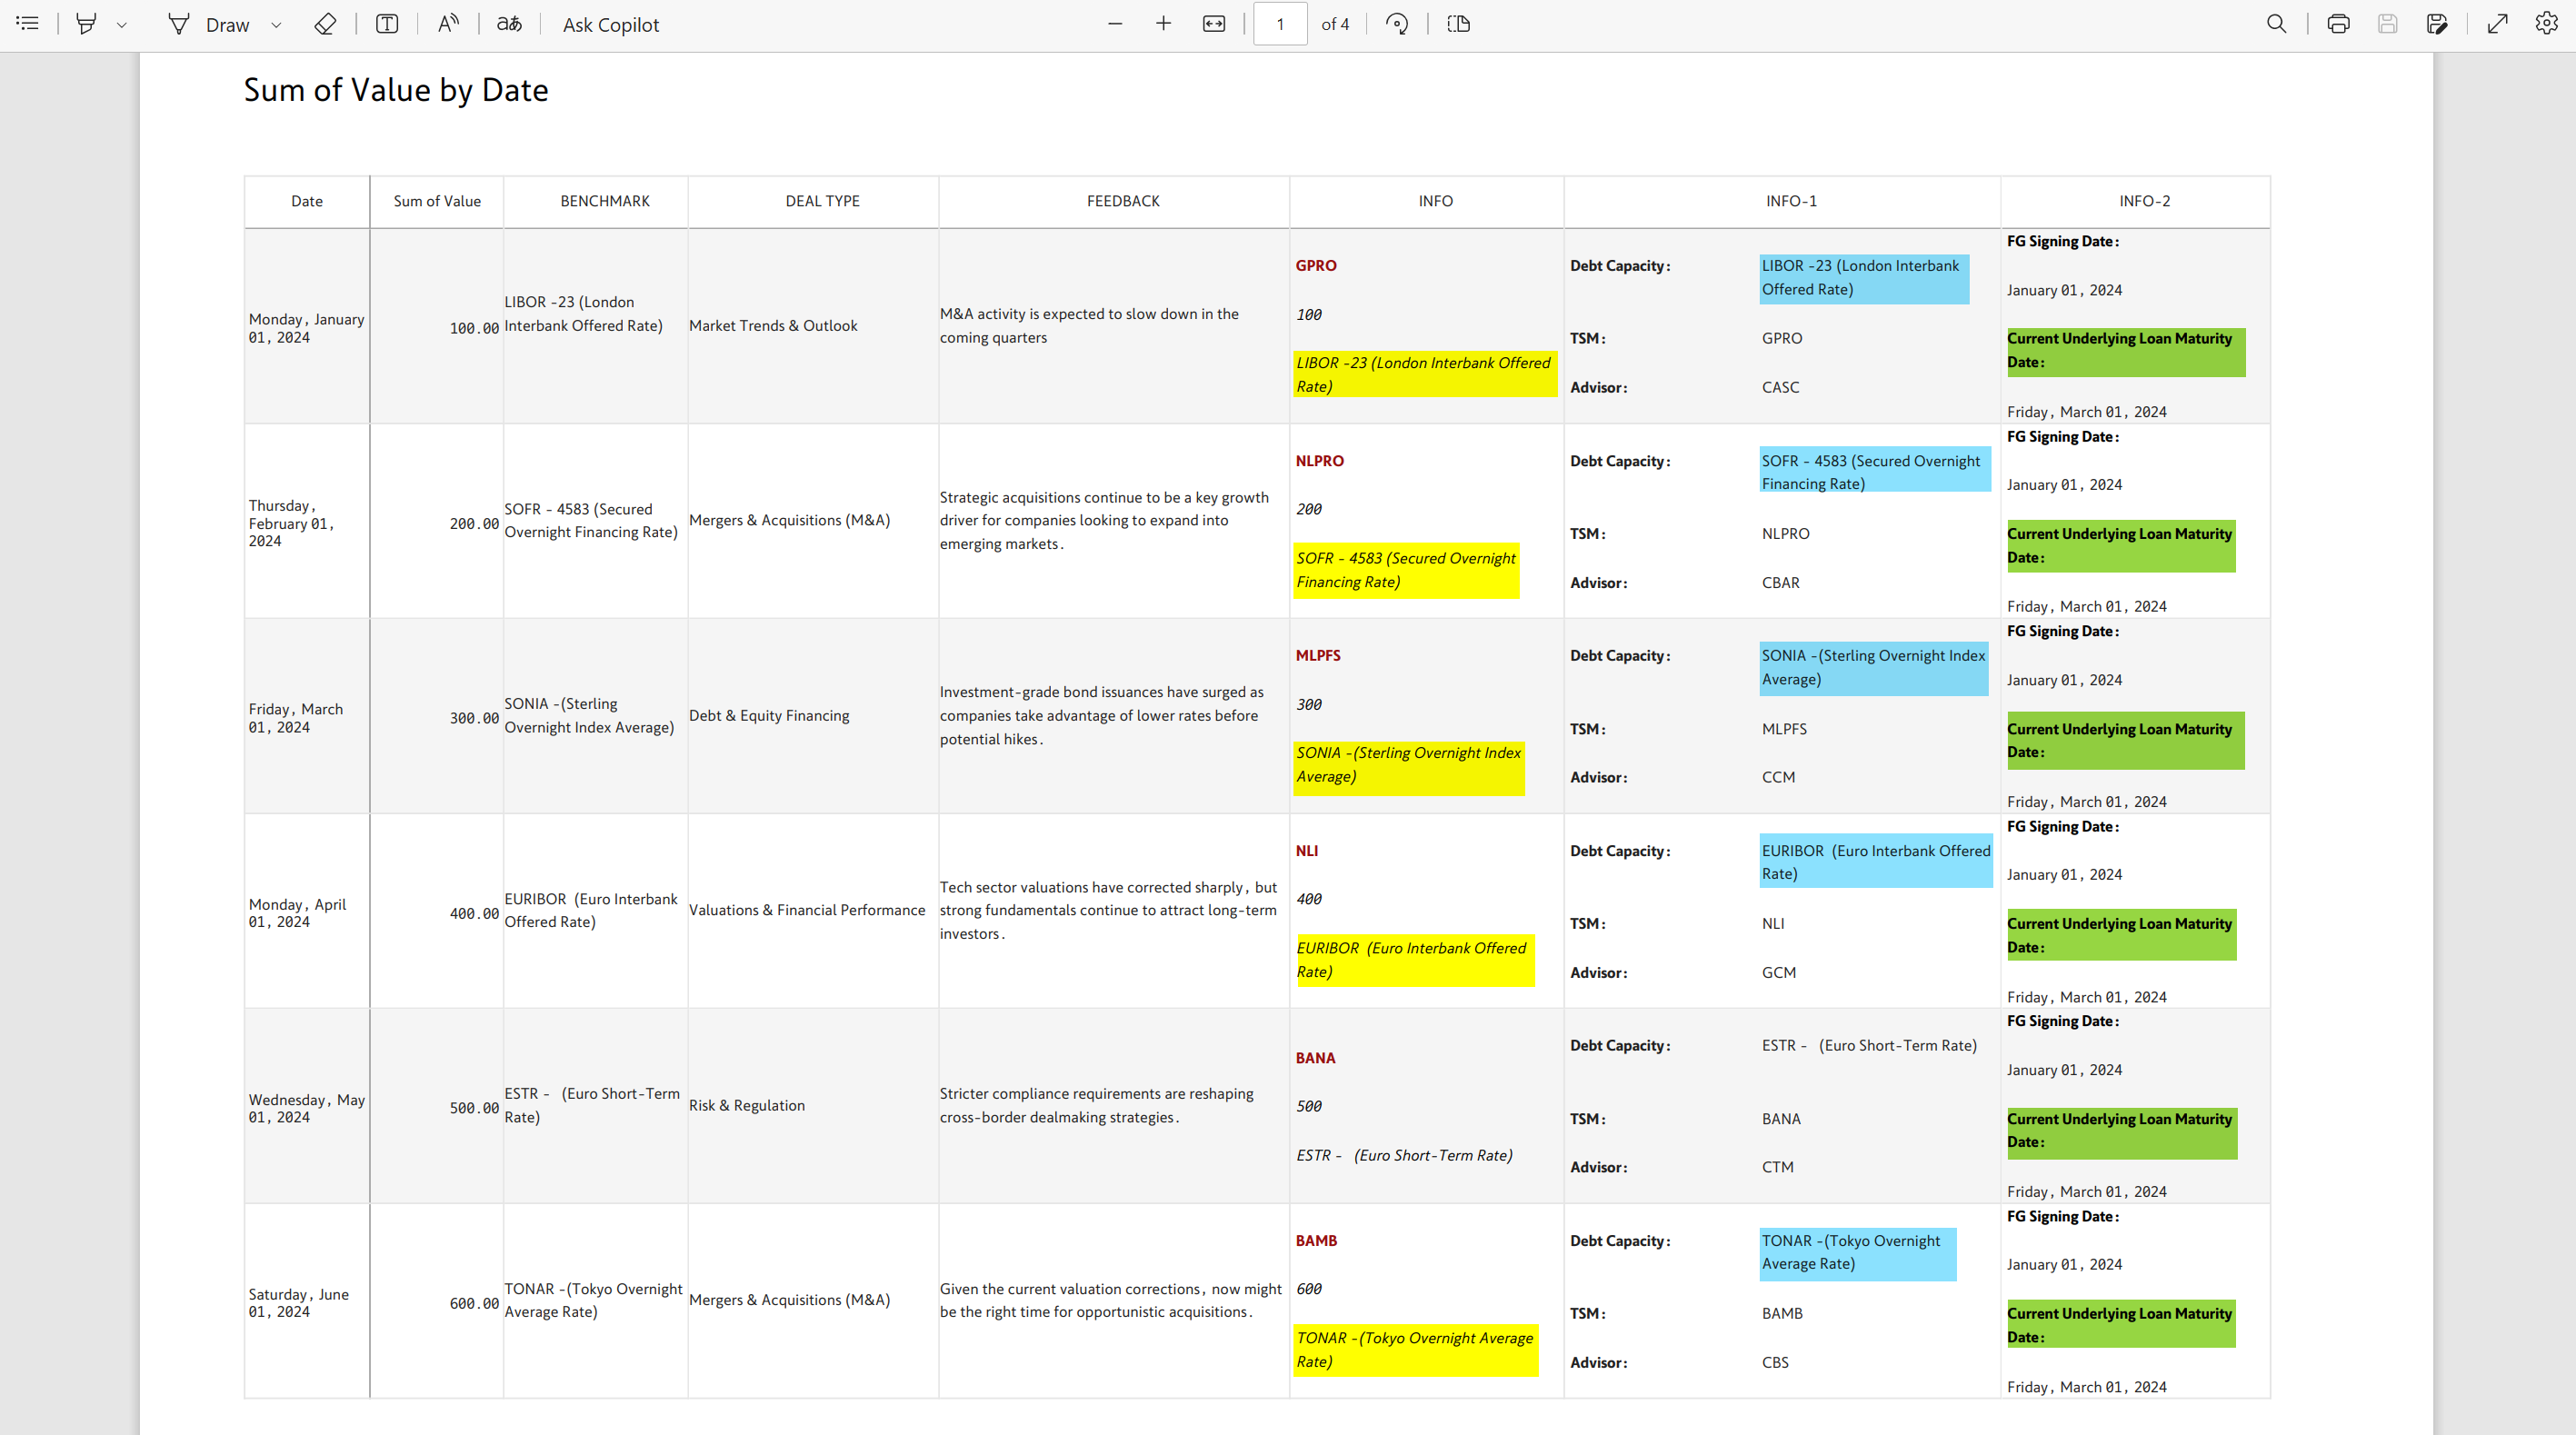 Draw
Ask Copilot
1 of 4
Sum of Value by Date
Date
Sum of Value
BENCHMARK
DEAL TYPE
FEEDBACK
INFO
INFO-1
INFO-2
Monday, January
01, 2024
100.00
LIBOR -23 (London
Interbank Offered Rate)
Market Trends & Outlook
M&A activity is expected to slow down in the
coming quarters
GPRO
100
LIBOR -23 (London Interbank Offered
Rate)
Debt Capacity:
LIBOR -23 (London Interbank
Offered Rate)
TSM:
GPRO
Advisor:
CASC
FG Signing Date:
January 01, 2024
Current Underlying Loan Maturity
Date:
Friday, March 01, 2024
Thursday,
February 01,
2024
200.00
SOFR - 4583 (Secured
Overnight Financing Rate)
Mergers & Acquisitions (M&A)
Strategic acquisitions continue to be a key growth
driver for companies looking to expand into
emerging markets.
NLPRO
200
SOFR - 4583 (Secured Overnight
Financing Rate)
Debt Capacity:
SOFR - 4583 (Secured Overnight
Financing Rate)
TSM:
NLPRO
Advisor:
CBAR
FG Signing Date:
January 01, 2024
Current Underlying Loan Maturity
Date:
Friday, March 01, 2024
Friday, March
01, 2024
300.00
SONIA -(Sterling
Overnight Index Average)
Debt & Equity Financing
Investment-grade bond issuances have surged as
companies take advantage of lower rates before
potential hikes.
MLPFS
300
SONIA -(Sterling Overnight Index
Average)
Debt Capacity:
SONIA -(Sterling Overnight Index
Average)
TSM:
MLPFS
Advisor:
CCM
FG Signing Date:
January 01, 2024
Current Underlying Loan Maturity
Date:
Friday, March 01, 2024
Monday, April
01, 2024
400.00
EURIBOR (Euro Interbank
Offered Rate)
Valuations & Financial Performance
Tech sector valuations have corrected sharply, but
strong fundamentals continue to attract long-term
investors.
NLI
400
EURIBOR (Euro Interbank Offered
Rate)
Debt Capacity:
EURIBOR (Euro Interbank Offered
Rate)
TSM:
NLI
Advisor:
GCM
FG Signing Date:
January 01, 2024
Current Underlying Loan Maturity
Date:
Friday, March 01, 2024
Wednesday, May
01, 2024
500.00
ESTR - (Euro Short-Term
Rate)
Risk & Regulation
Stricter compliance requirements are reshaping
cross-border dealmaking strategies.
BANA
500
ESTR - (Euro Short-Term Rate)
Debt Capacity:
ESTR - (Euro Short-Term Rate)
TSM:
BANA
Advisor:
CTM
FG Signing Date:
January 01, 2024
Current Underlying Loan Maturity
Date:
Friday, March 01, 2024
Saturday, June
01, 2024
600.00
TONAR -(Tokyo Overnight
Average Rate)
Mergers & Acquisitions (M&A)
Given the current valuation corrections, now might
be the right time for opportunistic acquisitions.
BAMB
600
TONAR -(Tokyo Overnight Average
Rate)
Debt Capacity:
TONAR -(Tokyo Overnight
Average Rate)
TSM:
BAMB
Advisor:
CBS
FG Signing Date:
January 01, 2024
Current Underlying Loan Maturity
Date:
Friday, March 01, 2024